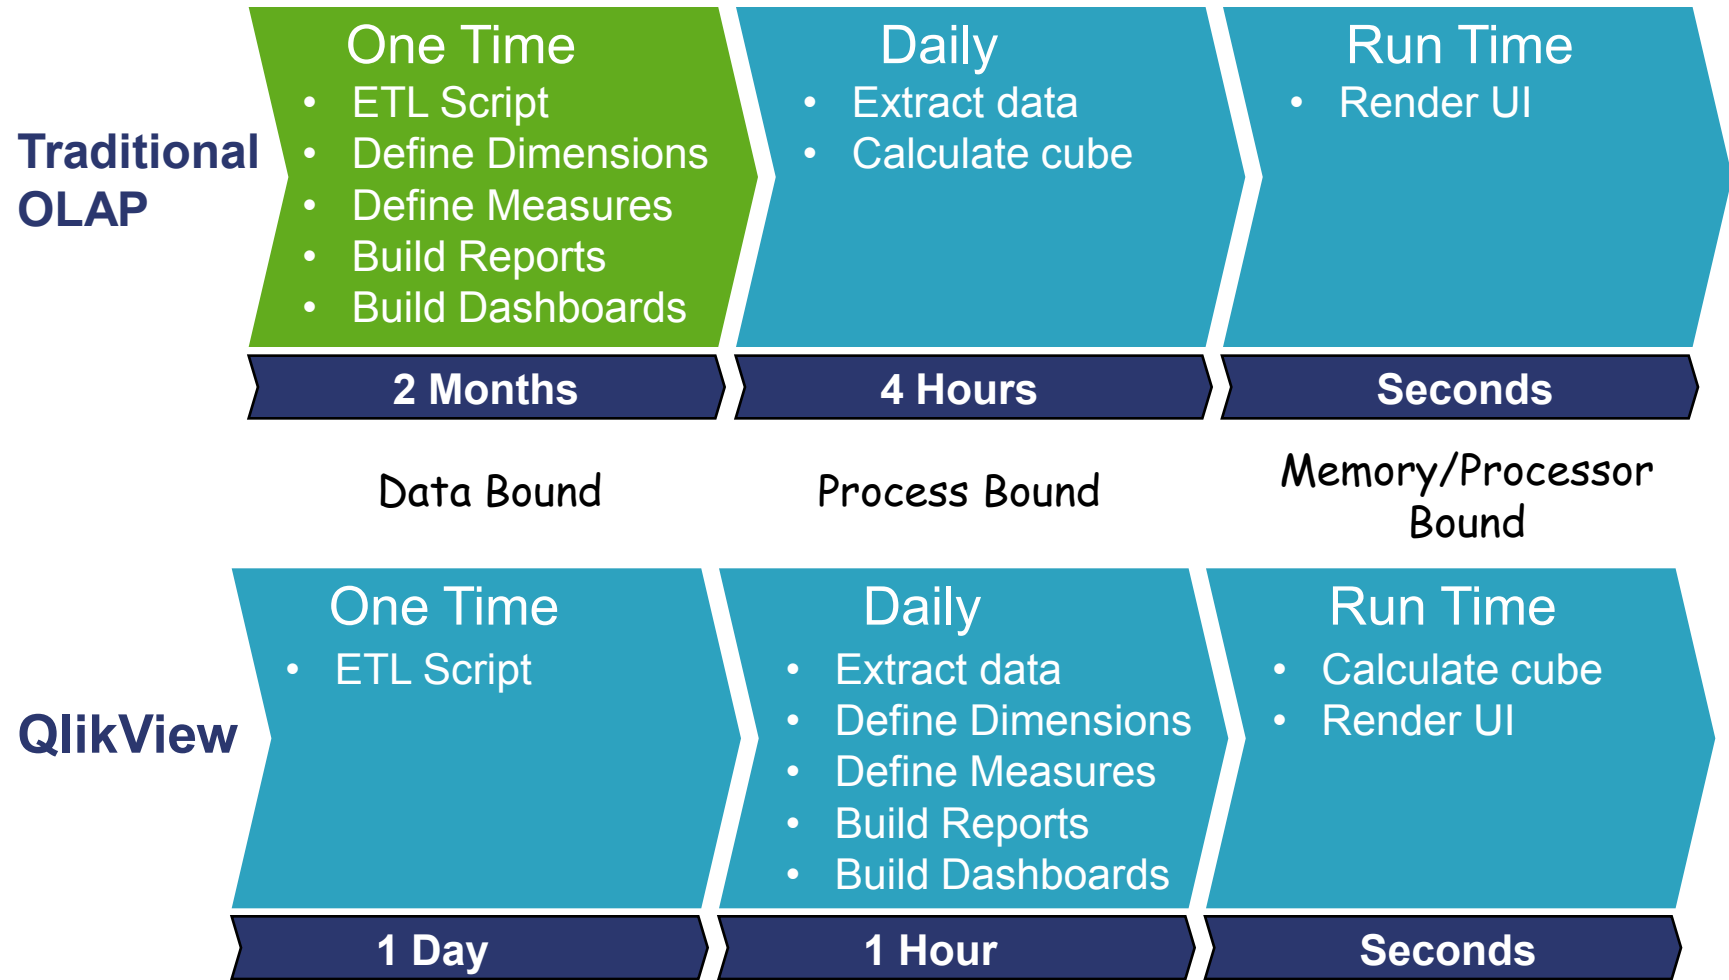 Traditional
OLAP
One Time
• ETL Script
• Define Dimensions
• Define Measures
• Build Reports
• Build Dashboards
2 Months
Daily
• Extract data
• Calculate cube
4 Hours
Run Time
• Render UI
Seconds
Data Bound
Process Bound
Memory/Processor
Bound
QlikView
One Time
• ETL Script
1 Day
Daily
• Extract data
• Define Dimensions
• Define Measures
• Build Reports
• Build Dashboards
1 Hour
Run Time
• Calculate cube
• Render UI
Seconds